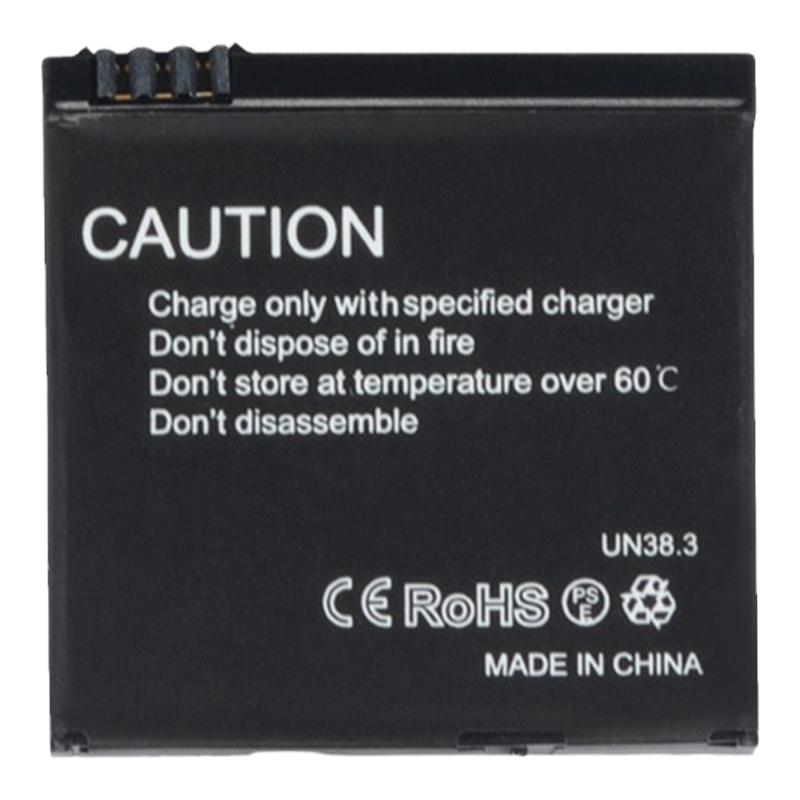 CAUTION
Charge only with specified charger
Don't dispose of in fire
Don't store at temperature over 60℃
Don't disassemble
UN38.3
CE RoHS PSE
MADE IN CHINA